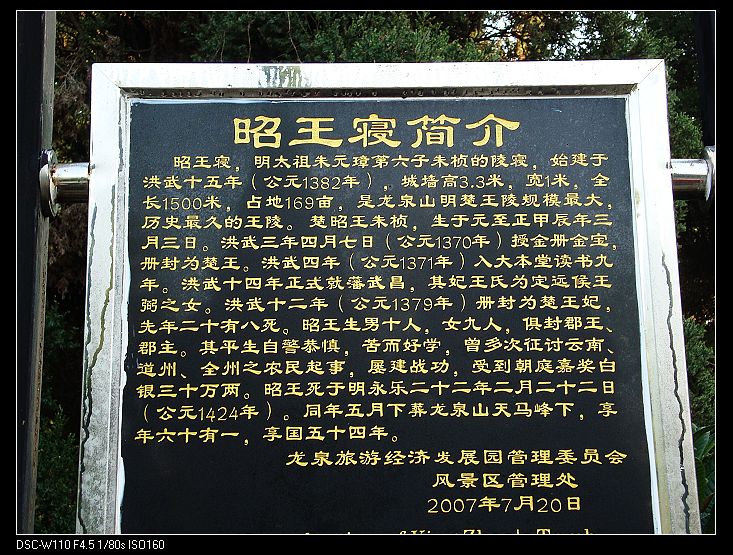 昭王寝简介
昭王寝，明太祖朱元璋第六子朱桢的陵寝，始建于
洪武十五年（公元1382年），城墙高3.3米，宽1米，全
长1500米，占地169亩，是龙泉山明楚王陵规模最大，
历史最久的王陵。楚昭王朱桢，生于元至正甲辰年三
月三日。洪武三年四月七日（公元1370年）授金册金宝，
册封为楚王。洪武四年（公元1371年）入大本堂读书九
年。洪武十四年正式就藩武昌，其妃王氏为定远侯王
弼之女。洪武十二年（公元1379年）册封为楚王妃，
先年二十有八死。昭王生男十人，女九人，俱封郡王、
郡主。其平生自警恭慎，苦而好学，曾多次征讨云南、
道州、全州之农民起事，屡建战功，受到朝庭嘉奖白
银三十万两。昭王死于明永乐二十二年二月二十二日
（公元1424年）。同年五月下葬龙泉山天马峰下，享
年六十有一，享国五十四年。
龙泉旅游经济发展园管理委员会
风景区管理处
2007年7月20日
DSC-W110 F4.5 1/80s ISO160